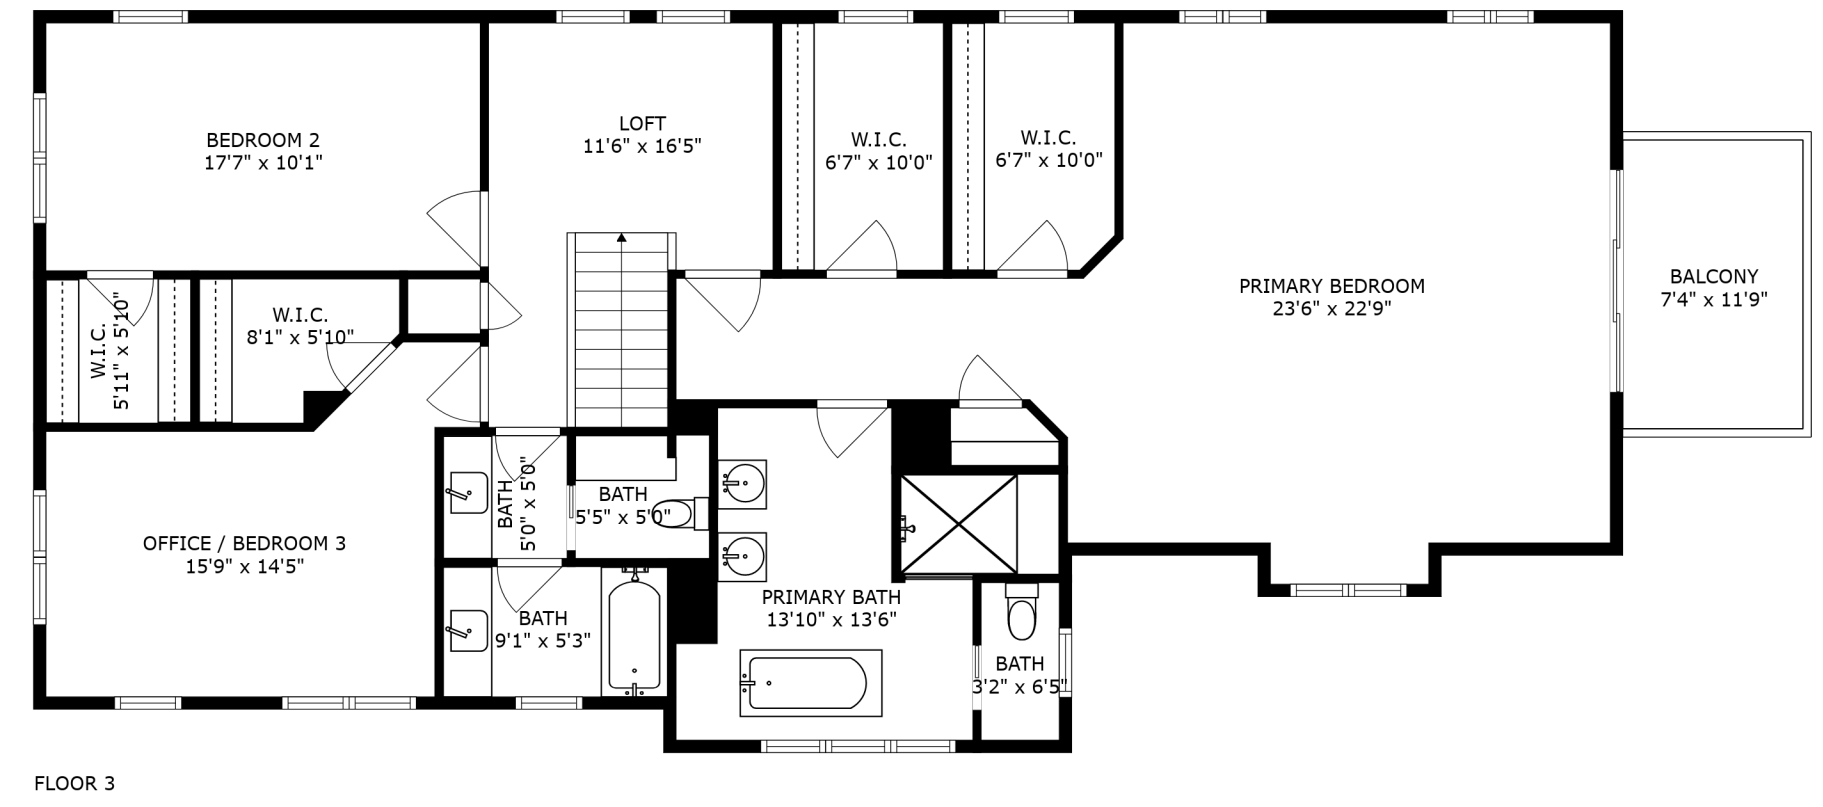 BEDROOM 2
17'7" x 10'1"
LOFT
11'6" x 16'5"
W.I.C.
6'7" x 10'0"
W.I.C.
6'7" x 10'0"
PRIMARY BEDROOM
23'6" x 22'9"
BALCONY
7'4" x 11'9"
W.I.C.
5'11" x 5'10"
W.I.C.
8'1" x 5'10"
OFFICE / BEDROOM 3
15'9" x 14'5"
BATH
5'0" x 5'0"
BATH
5'5" x 5'0"
BATH
9'1" x 5'3"
PRIMARY BATH
13'10" x 13'6"
BATH
3'2" x 6'5"
FLOOR 3